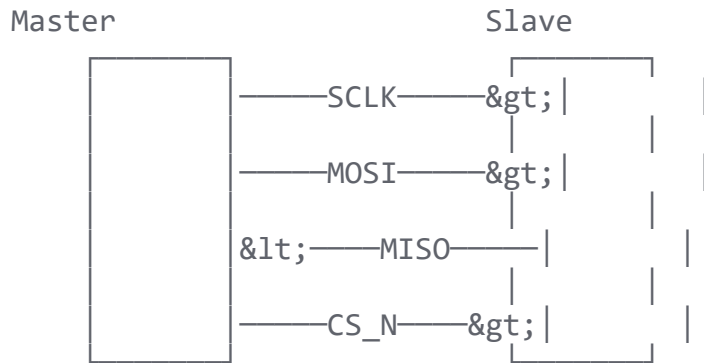 Master Slave
SCLK&gt;
MOSI&gt;
&lt;MISO
CS_N&gt;